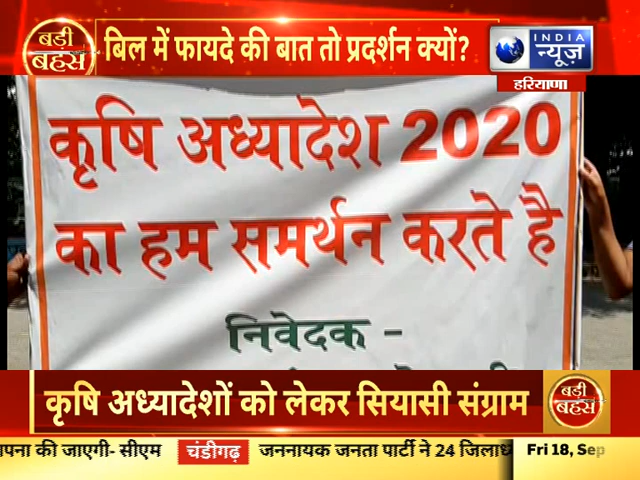 बड़ी
बहस
बिल में फायदे की बात तो प्रदर्शन क्यों?
INDIA
न्यूज़
हरियाणा
कृषि अध्यादेश 2020
का हम समर्थन करते है
निवेदक -
कृषि अध्यादेशों को लेकर सियासी संग्राम
बड़ी
बहस
की जाएगी- सीएम
चंडीगढ़
जननायक जनता पार्टी ने 24
Fri 18, Sep